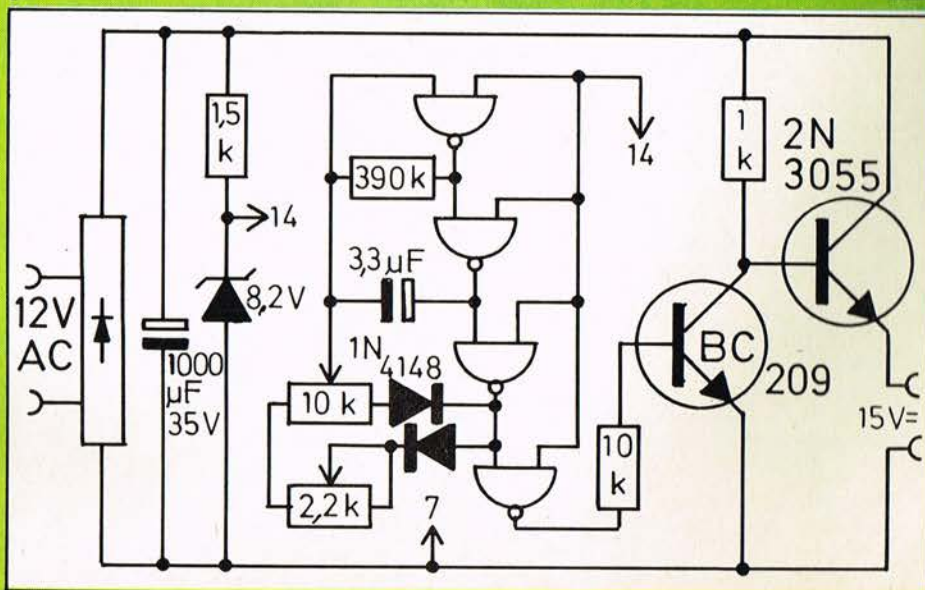 12V
AC
1000
µF
35V
1,5
k
14
8,2V
390k
3,3µF
1N
4148
10k
2,2k
7
14
10
k
1
k
2N
3055
BC
209
15V=